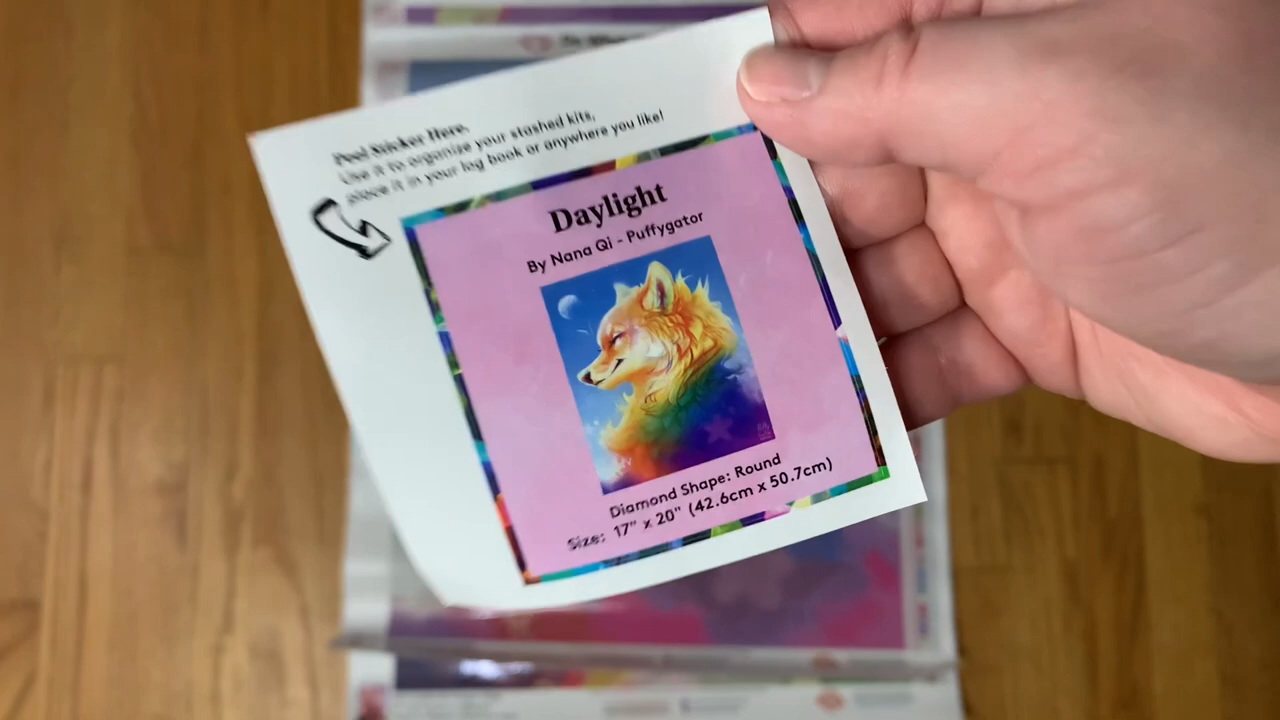 Peel Sticker Here.
Use it to organize your stashed kits,
place it in your log book or anywhere you like!
Daylight
By Nana Qi - Puffygator
Diamond Shape: Round
Size: 17" x 20" (42.6cm x 50.7cm)